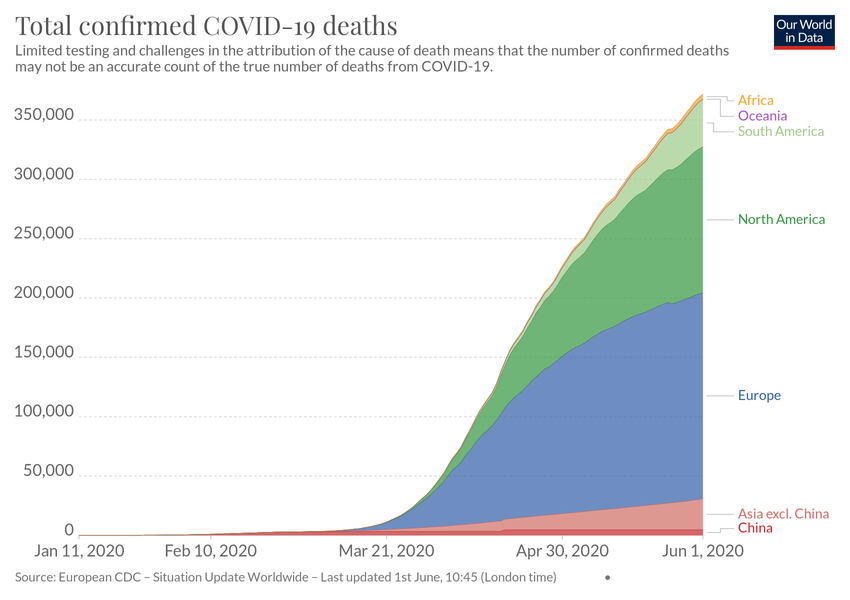 Total confirmed COVID-19 deaths
Our World
in Data
Limited testing and challenges in the attribution of the cause of death means that the number of confirmed deaths
may not be an accurate count of the true number of deaths from COVID-19.
350,000
300,000
250,000
200,000
150,000
100,000
50,000
0
Africa
Oceania
South America
North America
Europe
Asia excl. China
China
Jan 11, 2020
Feb 10, 2020
Mar 21, 2020
Apr 30, 2020
Jun 1, 2020
Source: European CDC – Situation Update Worldwide – Last updated 1st June, 10:45 (London time)